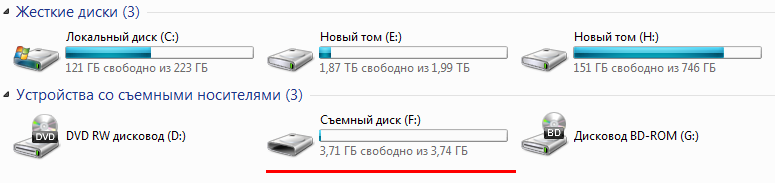 Жесткие диски (3)
Локальный диск (C:)
121 ГБ свободно из 223 ГБ
Новый том (E:)
1,87 ТБ свободно из 1,99 ТБ
Новый том (H:)
151 ГБ свободно из 746 ГБ
Устройства со съемными носителями (3)
DVD
DVD RW дисковод (D:)
Съемный диск (F:)
3,71 ГБ свободно из 3,74 ГБ
BD
Дисковод BD-ROM (G:)